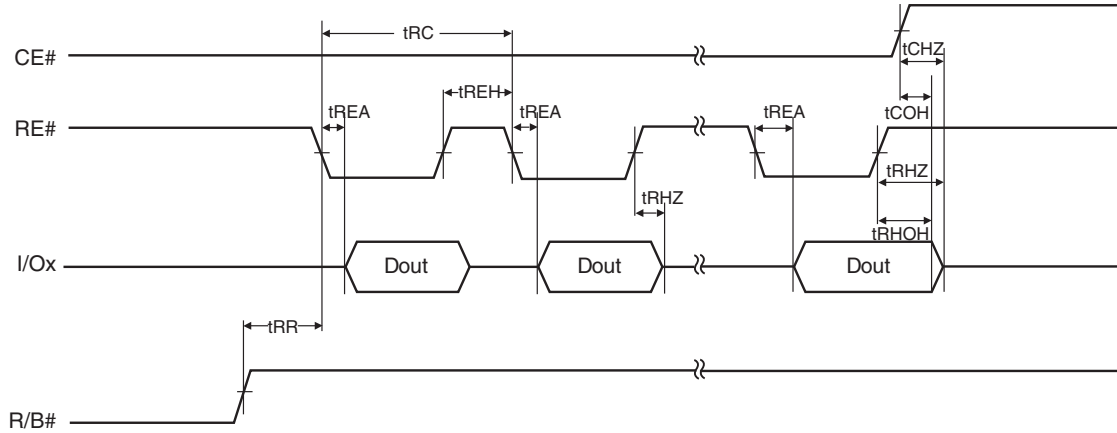 tRC
CE#
tCHZ
tREH
tREA
tREA
tREA
tCOH
RE#
tRHZ
tRHZ
tRHOH
I/Ox
Dout
Dout
Dout
tRR
R/B#